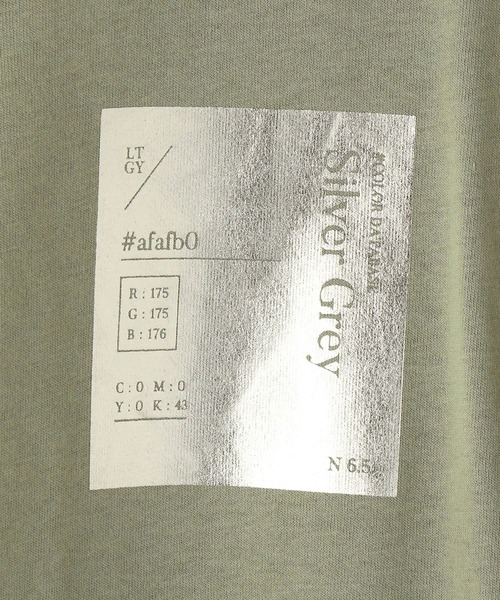 LT
GY
#afafb0
R : 175
G : 175
B : 176
C : 0 M : 0
Y : 0 K : 43
Silver Grey
N 6.5